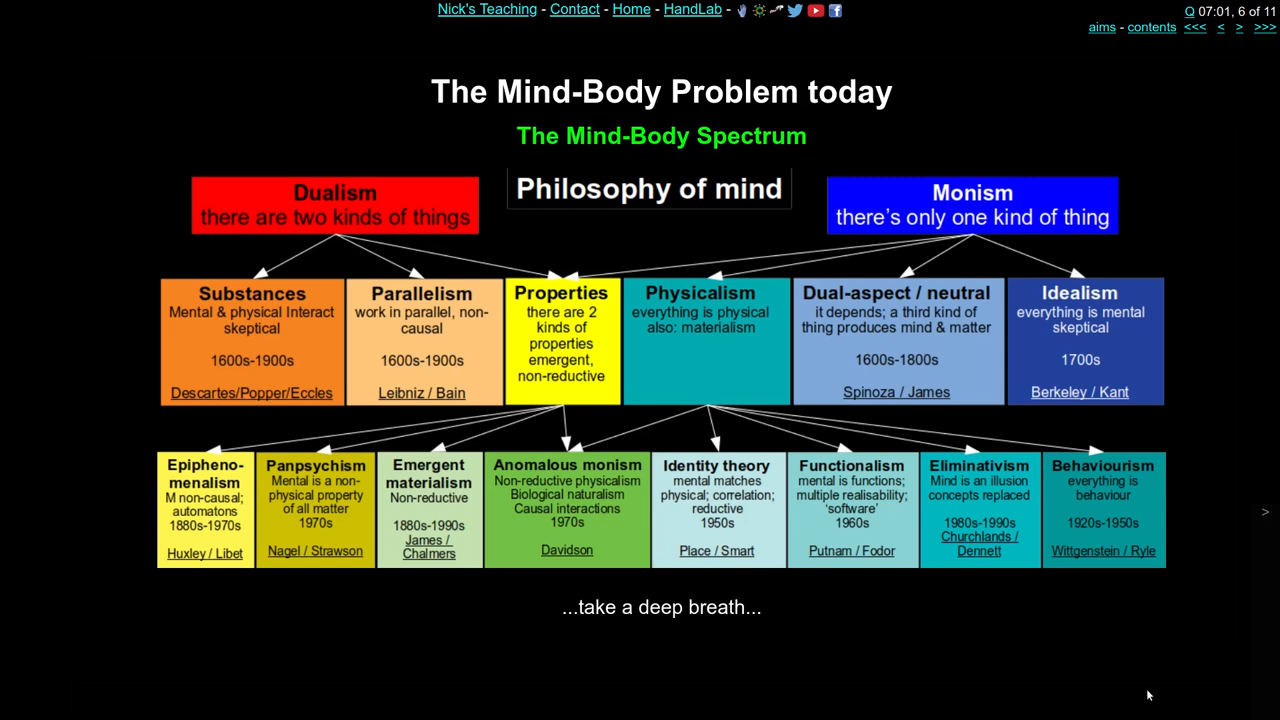 Nick's Teaching - Contact - Home - HandLab -
Q 07:01, 6 of 11
aims - contents <<< < > >>>
The Mind-Body Problem today
The Mind-Body Spectrum
Philosophy of mind
Dualism
there are two kinds of things
Monism
there's only one kind of thing
Substances
Mental & physical Interact
skeptical
1600s-1900s
Descartes/Popper/Eccles
Parallelism
work in parallel, non-
causal
1600s-1900s
Leibniz / Bain
Properties
there are 2
kinds of
properties
emergent,
non-reductive
Physicalism
everything is physical
also: materialism
Dual-aspect / neutral
it depends; a third kind of
thing produces mind & matter
1600s-1800s
Spinoza / James
Idealism
everything is mental
skeptical
1700s
Berkeley / Kant
Epipheno-
menalism
M non-causal;
automatons
1880s-1970s
Huxley / Libet
Panpsychism
Mental is a non-
physical property
of all matter
1970s
Nagel / Strawson
Emergent
materialism
Non-reductive
1880s-1990s
James /
Chalmers
Anomalous monism
Non-reductive physicalism
Biological naturalism
Causal interactions
1970s
Davidson
Identity theory
mental matches
physical; correlation;
reductive
1950s
Place / Smart
Functionalism
mental is functions;
multiple realisability;
'software'
1960s
Putnam / Fodor
Eliminativism
Mind is an illusion
concepts replaced
1980s-1990s
Churchlands /
Dennett
Behaviourism
everything is
behaviour
1920s-1950s
Wittgenstein / Ryle
>
...take a deep breath...